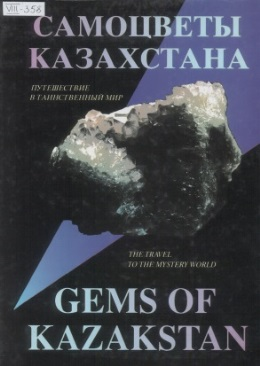 VIII-358
САМОЦВЕТЫ
КАЗАХСТАНА
ПУТЕШЕСТВИЕ
В ТАИНСТВЕННЫЙ МИР
THE TRAVEL
TO THE MYSTERY WORLD
GEMS OF
KAZAKSTAN